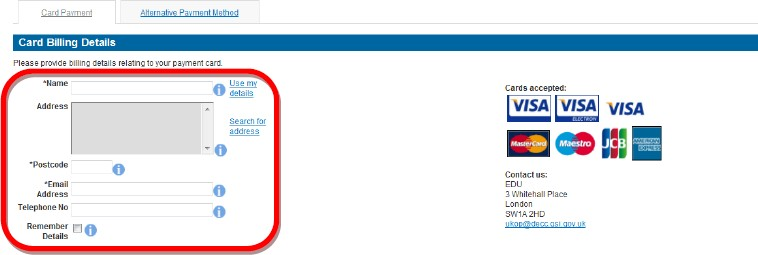 Card Payment
Alternative Payment Method
Card Billing Details
Please provide billing details relating to your payment card.
*Name
Use my
details
Address
Search for
address
*Postcode
*Email
Address
Telephone No
Remember
Details
Cards accepted:
VISA
VISA
ELECTRON
VISA
MasterCard
Maestro
JCB
AMERICAN
EXPRESS
Contact us:
EDU
3 Whitehall Place
London
SW1A 2HD
ukop@decc.gsi.gov.uk